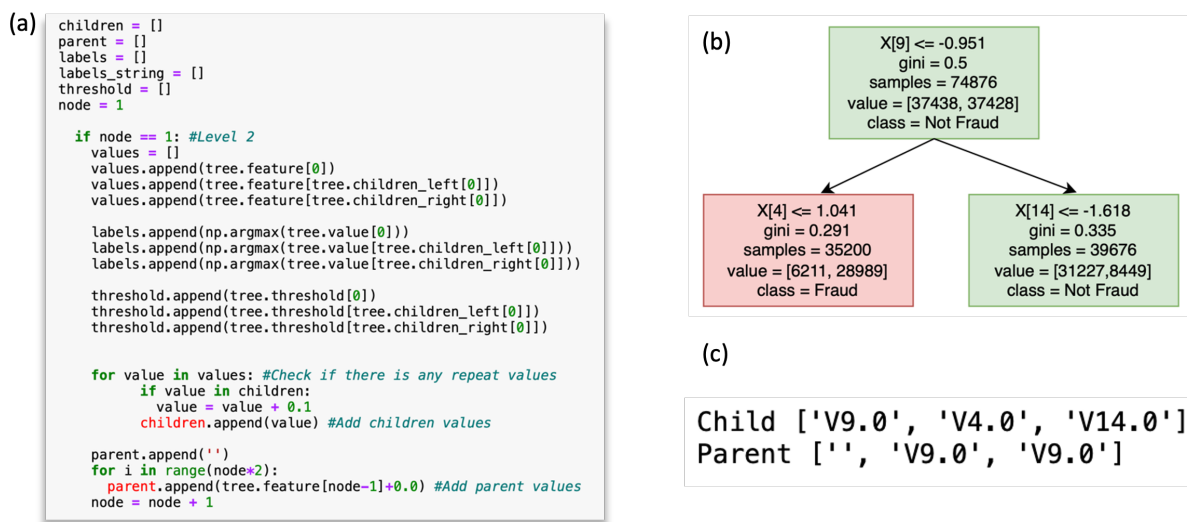 (a)
children = []
parent = []
labels = []
labels_string = []
threshold = []
node = 1
if node == 1: #Level 2
values = []
values.append(tree.feature[0])
values.append(tree.feature[tree.children_left[0]])
values.append(tree.feature[tree.children_right[0]])
labels.append(np.argmax(tree.value[0]))
labels.append(np.argmax(tree.value[tree.children_left[0]]))
labels.append(np.argmax(tree.value[tree.children_right[0]]))
threshold.append(tree.threshold[0])
threshold.append(tree.threshold[tree.children_left[0]])
threshold.append(tree.threshold[tree.children_right[0])
for value in values: #Check if there is any repeat values
if value in children:
value = value + 0.1
children.append(value) #Add children values
parent.append('')
for i in range(node*2):
parent.append(tree.feature[node-1]+0.0) #Add parent values
node = node + 1
(b)
X[9] <= -0.951
gini = 0.5
samples = 74876
value = [37438, 37428]
class = Not Fraud
X[4] <= 1.041
gini = 0.291
samples = 35200
value = [6211, 28989]
class = Fraud
X[14] <= -1.618
gini = 0.335
samples = 39676
value = [31227,8449]
class = Not Fraud
(c)
Child ['V9.0', 'V4.0', 'V14.0']
Parent ['', 'V9.0', 'V9.0']